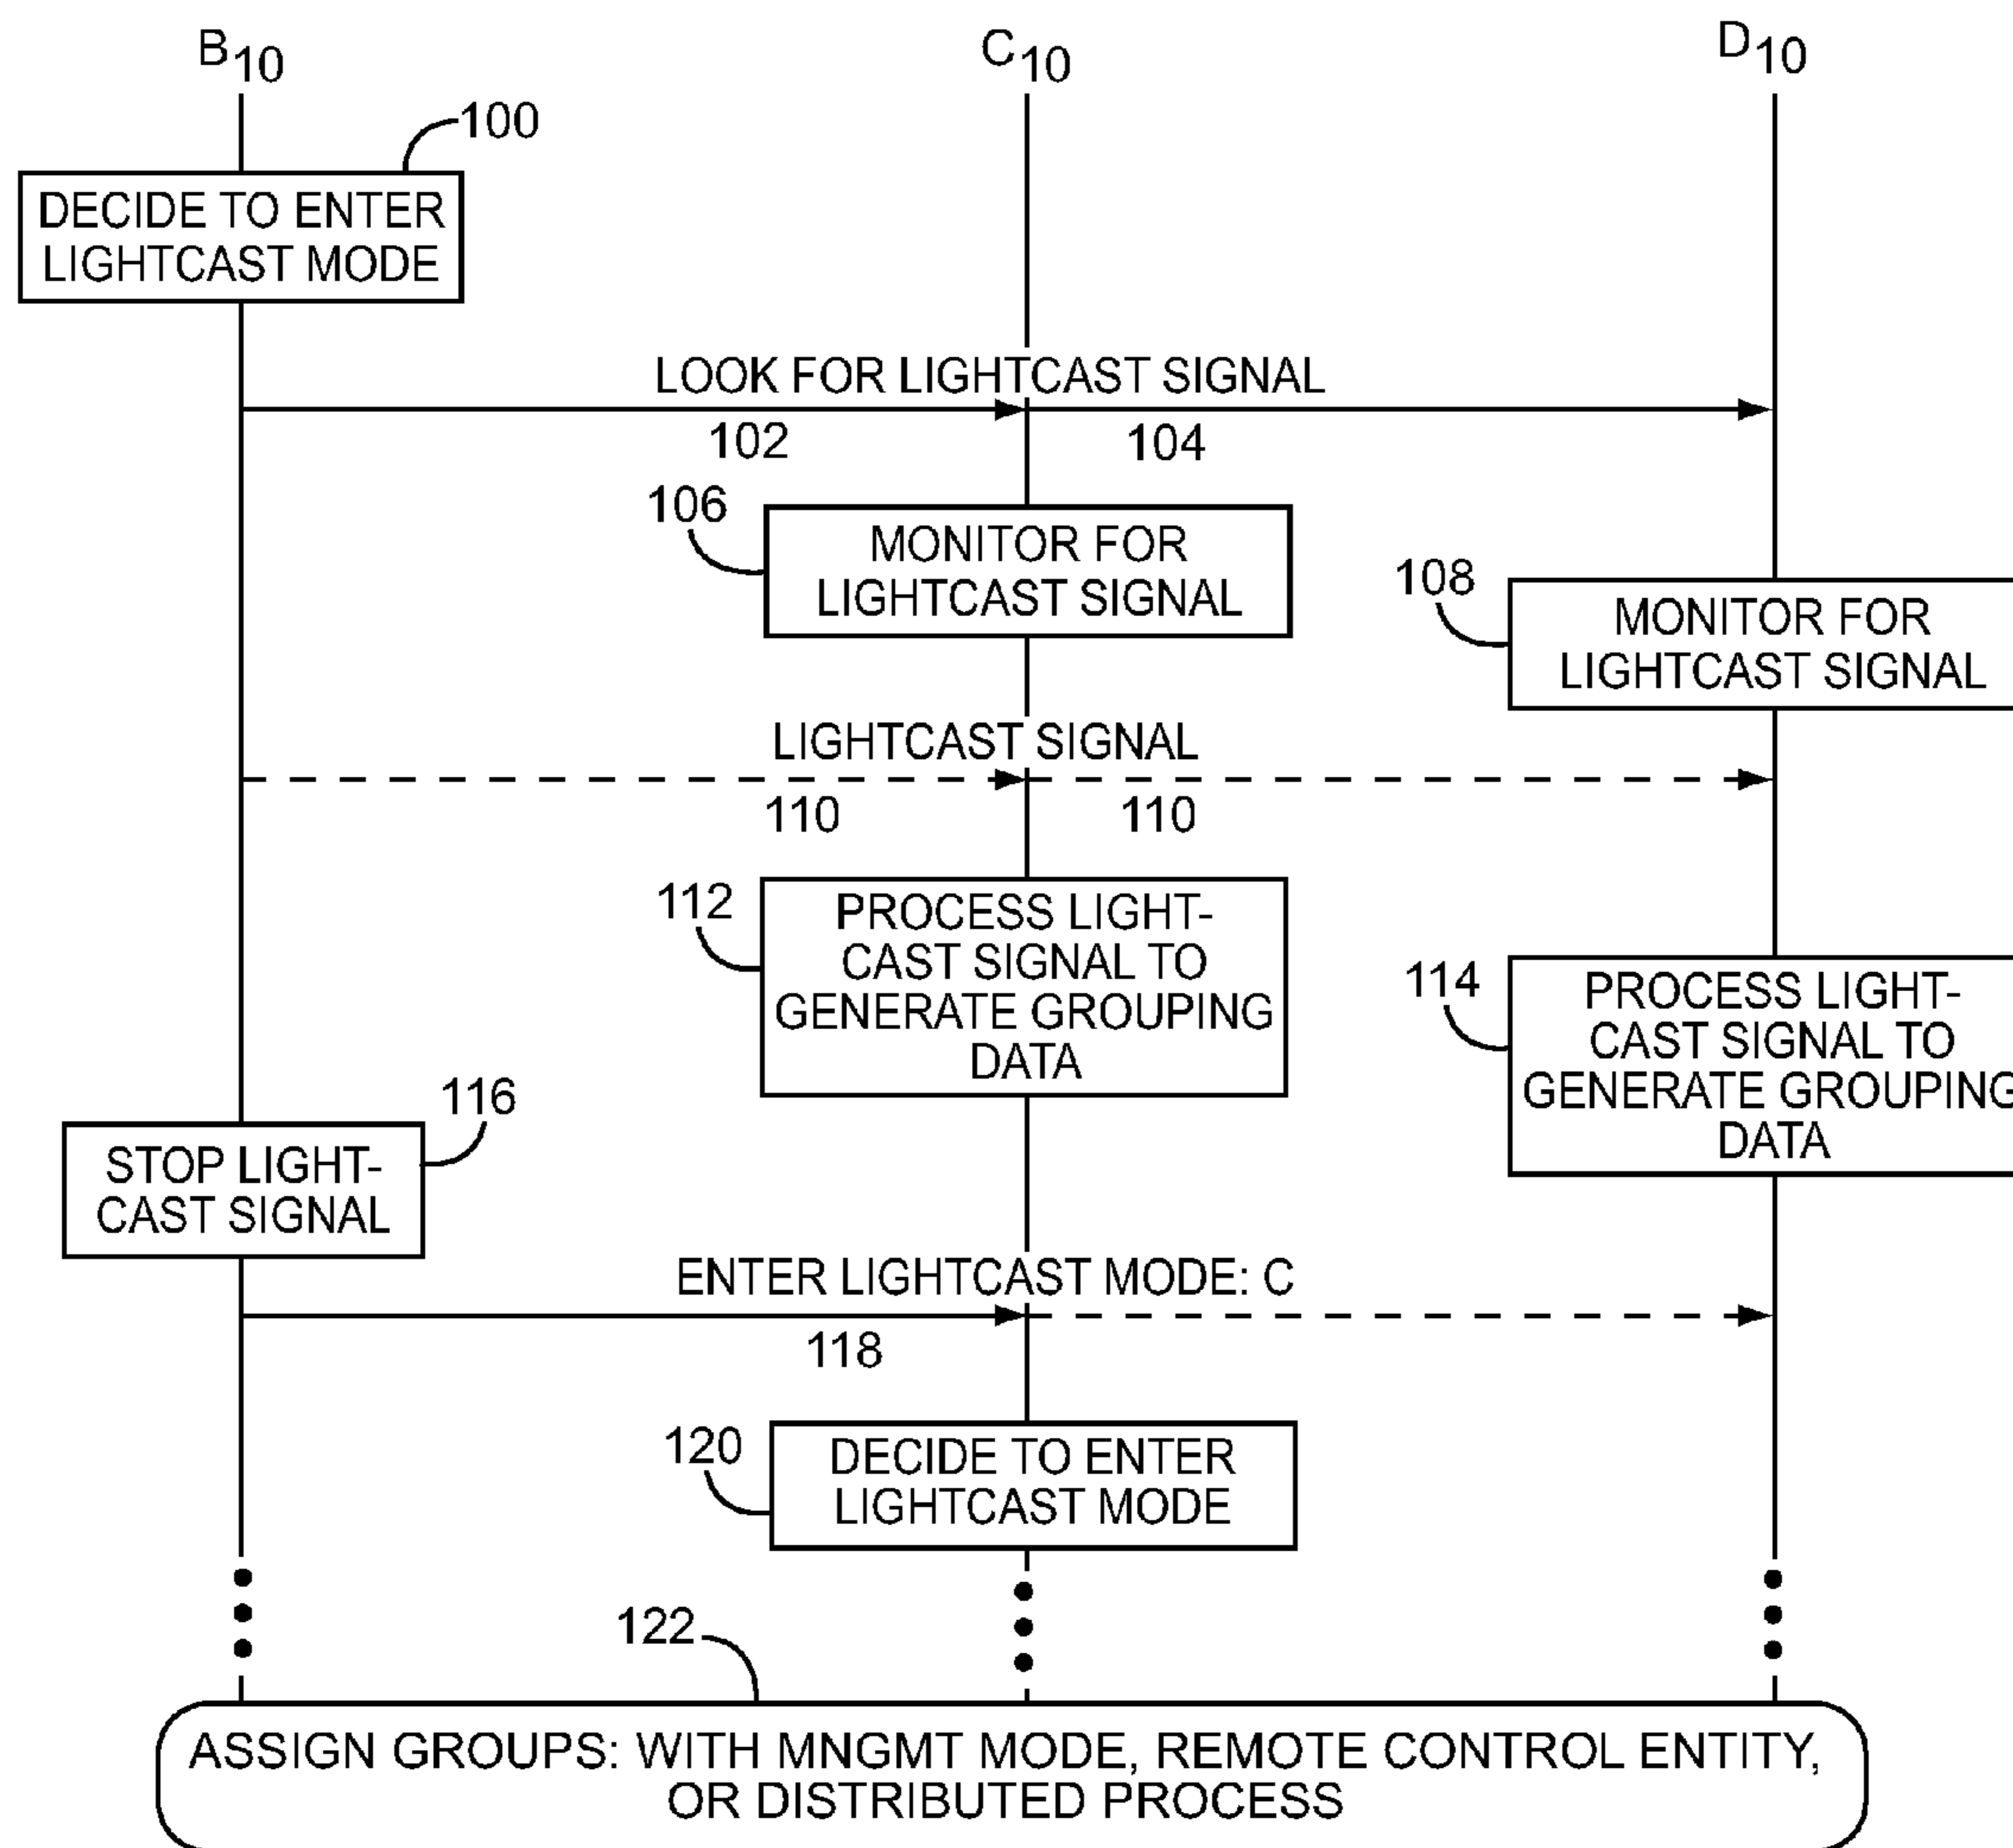 B10
C10
D10
100
DECIDE TO ENTER
LIGHTCAST MODE
LOOK FOR LIGHTCAST SIGNAL
102
104
106
MONITOR FOR
LIGHTCAST SIGNAL
108
MONITOR FOR
LIGHTCAST SIGNAL
LIGHTCAST SIGNAL
110
110
112
PROCESS LIGHT-
CAST SIGNAL TO
GENERATE GROUPING
DATA
114
PROCESS LIGHT-
CAST SIGNAL TO
GENERATE GROUPING
DATA
116
STOP LIGHT-
CAST SIGNAL
ENTER LIGHTCAST MODE: C
118
120
DECIDE TO ENTER
LIGHTCAST MODE
122
ASSIGN GROUPS: WITH MNGMT MODE, REMOTE CONTROL ENTITY,
OR DISTRIBUTED PROCESS